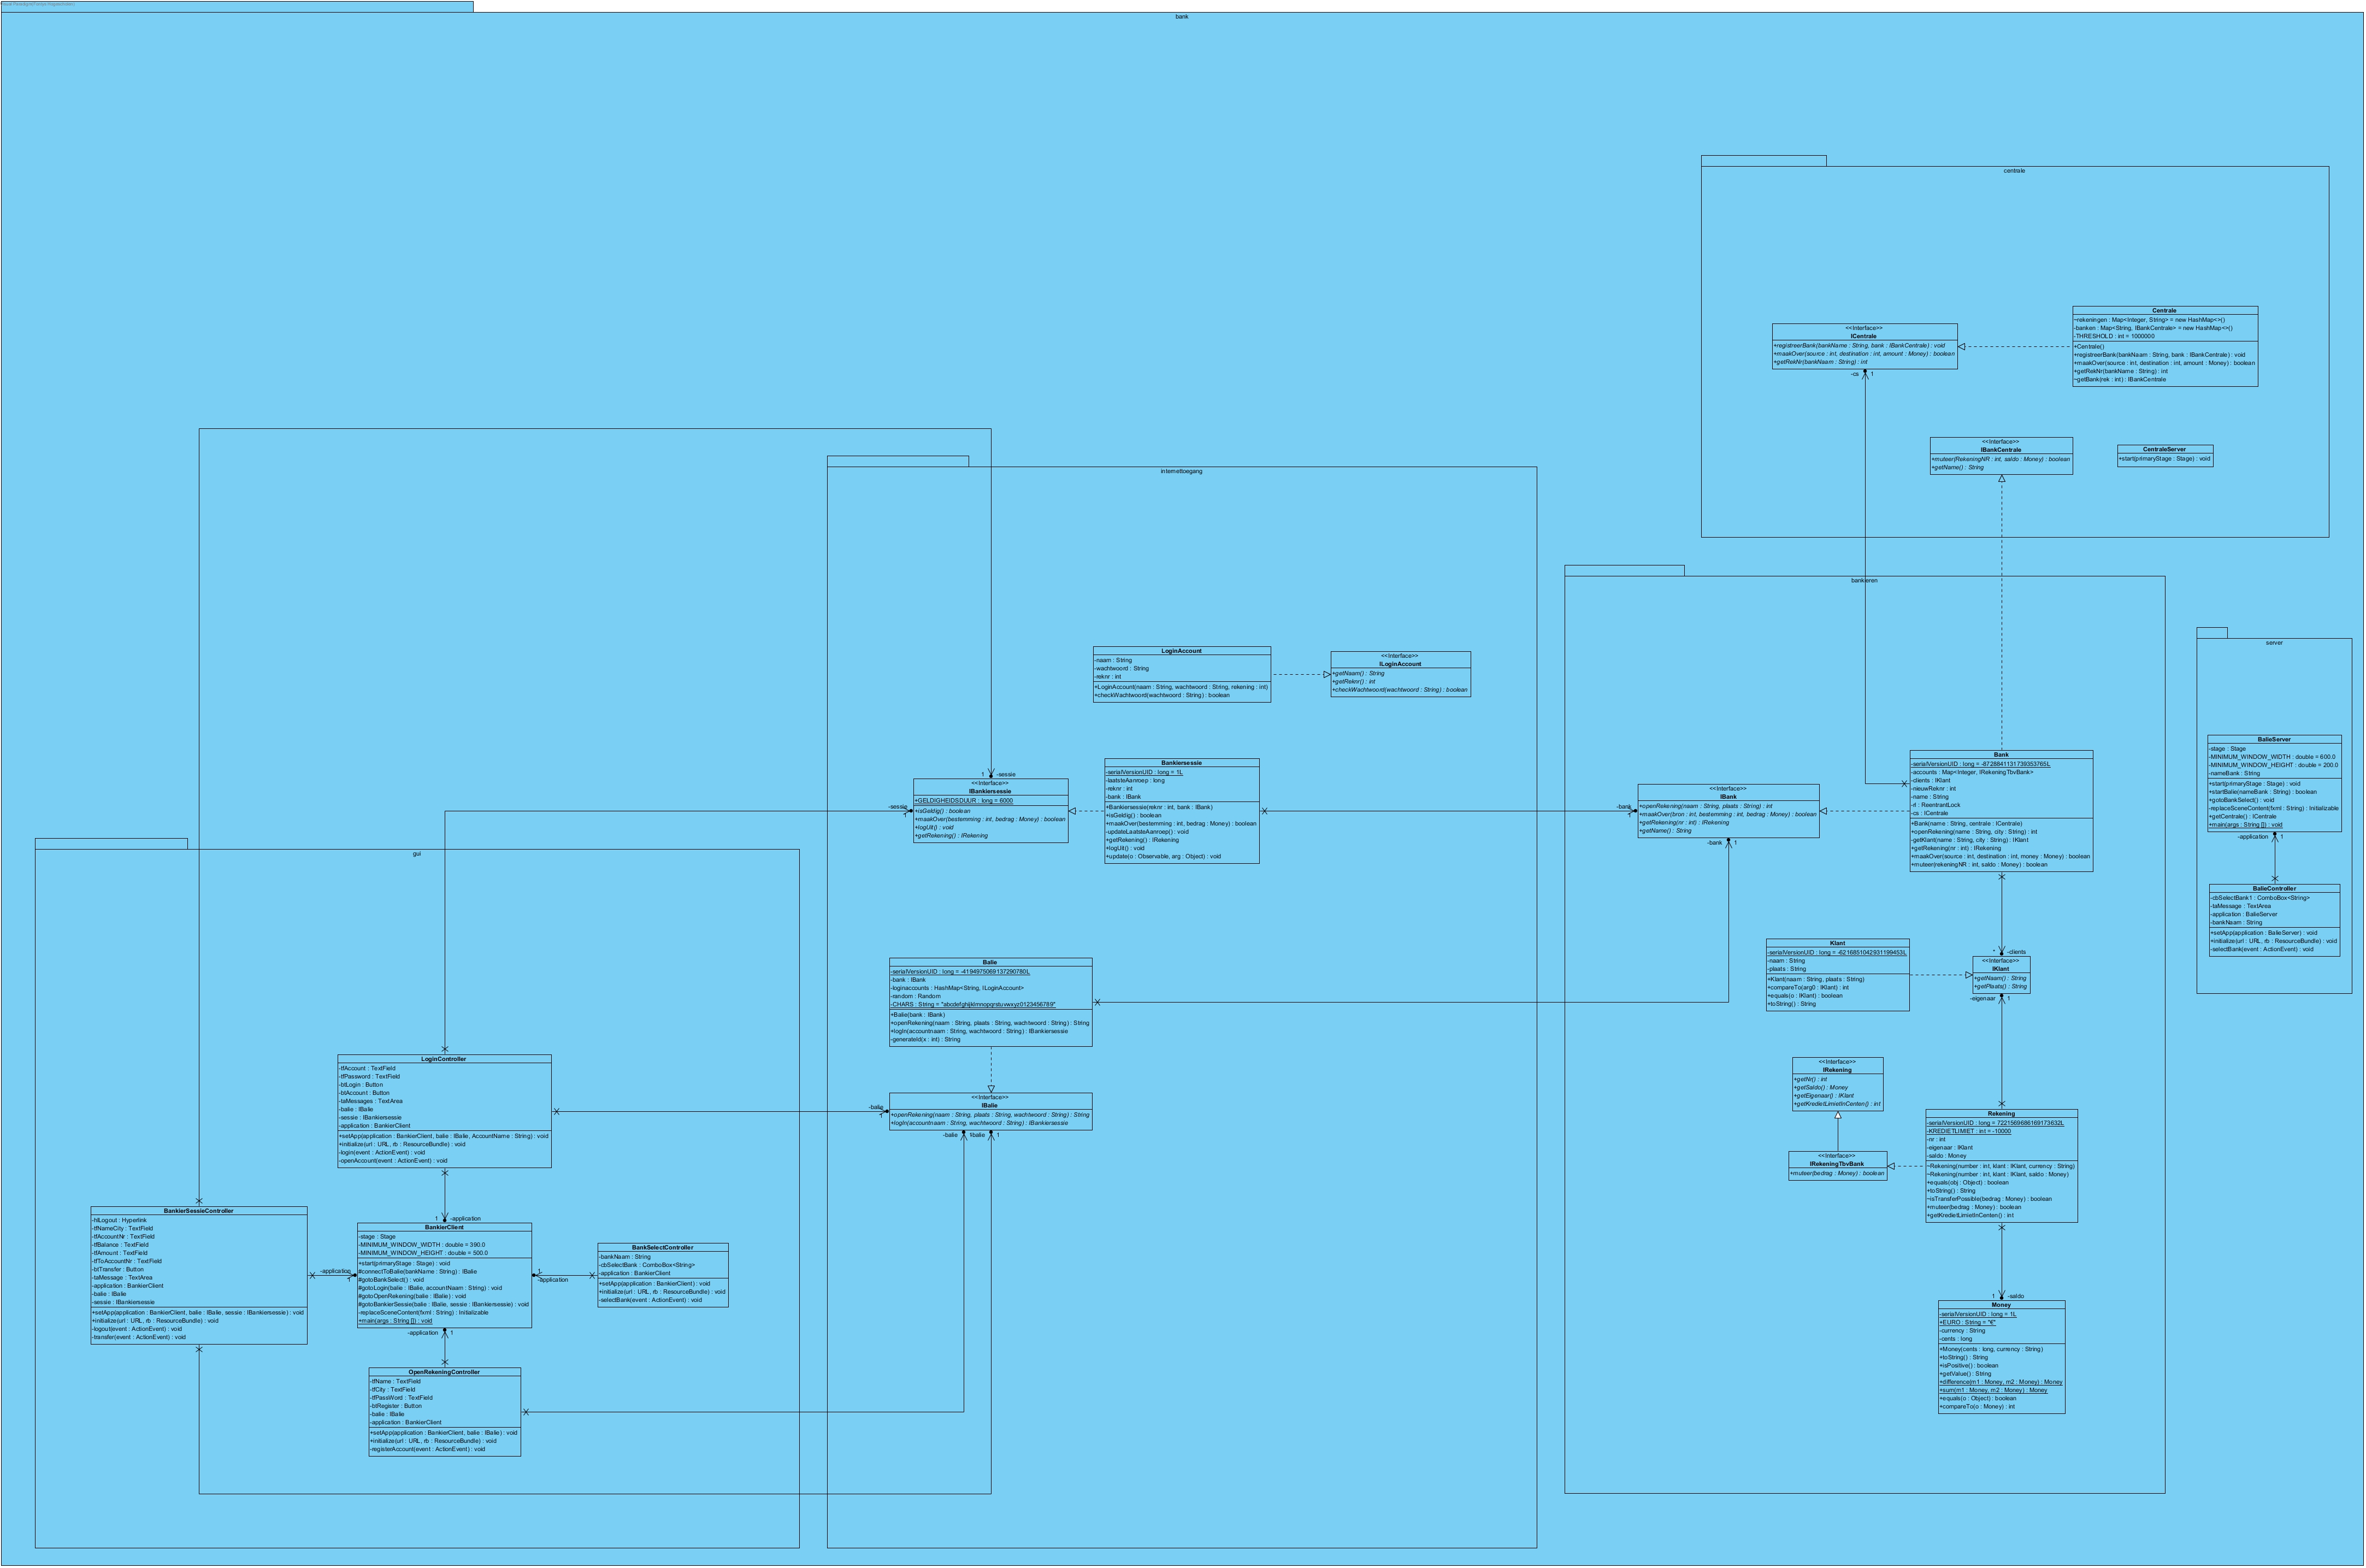 bank
centrale
<<Interface>>
ICentrale
+registreerBank(bankName : String, bank : IBankCentrale) : void
+maakOver(source : int, destination : int, amount : Money) : boolean
+getRekNr(bankNaam : String) : int
Centrale
~rekeningen : Map<Integer, String> = new HashMap<>()
-banken : Map<String, IBankCentrale> = new HashMap<>()
-THRESHOLD : int = 1000000
+Centrale()
+registreerBank(bankNaam : String, bank : IBankCentrale) : void
+maakOver(source : int, destination : int, amount : Money) : boolean
+getRekNr(bankName : String) : int
~getBank(rek : int) : IBankCentrale
-cs
1
<<Interface>>
IBankCentrale
+muteer(RekeningNR : int, saldo : Money) : boolean
+getName() : String
CentraleServer
+start(primaryStage : Stage) : void
internettoegang
LoginAccount
-naam : String
-wachtwoord : String
-reknr : int
+LoginAccount(naam : String, wachtwoord : String, rekening : int)
+checkWachtwoord(wachtwoord : String) : boolean
<<Interface>>
ILoginAccount
+getNaam() : String
+getReknr() : int
+checkWachtwoord(wachtwoord : String) : boolean
1
-sessie
-sessie
1
<<Interface>>
IBankiersessie
+GELDIGHEIDSDUUR : long = 6000
+isGeldig() : boolean
+maakOver(bestemming : int, bedrag : Money) : boolean
+logUit() : void
+getRekening() : IRekening
Bankiersessie
-serialVersionUID : long = 1L
-laatsteAanroep : long
-reknr : int
-bank : IBank
+Bankiersessie(reknr : int, bank : IBank)
+isGeldig() : boolean
+maakOver(bestemming : int, bedrag : Money) : boolean
-updateLaatsteAanroep() : void
+getRekening() : IRekening
+logUit() : void
+update(o : Observable, arg : Object) : void
Balie
-serialVersionUID : long = -4194975069137290780L
-bank : IBank
-loginaccounts : HashMap<String, ILoginAccount>
-random : Random
-CHARS : String = "abcdefghijklmnopqrstuvwxyz0123456789"
+Balie(bank : IBank)
+openRekening(naam : String, plaats : String, wachtwoord : String) : String
+logIn(accountnaam : String, wachtwoord : String) : IBankiersessie
-generateId(x : int) : String
-balie
1
<<Interface>>
IBalie
+openRekening(naam : String, plaats : String, wachtwoord : String) : String
+logIn(accountnaam : String, wachtwoord : String) : IBankiersessie
-balie
1
-balie
1
bankieren
-bank
1
<<Interface>>
IBank
+openRekening(naam : String, plaats : String) : int
+maakOver(bron : int, bestemming : int, bedrag : Money) : boolean
+getRekening(nr : int) : IRekening
+getName() : String
-bank
1
Bank
-serialVersionUID : long = -8728841131739353765L
-accounts : Map<Integer, IRekeningTbvBank>
-clients : IKlant
-nieuwReknr : int
-name : String
-rl : ReentrantLock
-cs : ICentrale
+Bank(name : String, centrale : ICentrale)
+openRekening(name : String, city : String) : int
-getKlant(name : String, city : String) : IKlant
+getRekening(nr : int) : IRekening
+maakOver(source : int, destination : int, money : Money) : boolean
+muteer(rekeningNR : int, saldo : Money) : boolean
*
-clients
Klant
-serialVersionUID : long = -6216851042931199453L
-naam : String
-plaats : String
+Klant(naam : String, plaats : String)
+compareTo(arg0 : IKlant) : int
+equals(o : IKlant) : boolean
+toString() : String
<<Interface>>
IKlant
+getNaam() : String
+getPlaats() : String
-eigenaar
1
<<Interface>>
IRekening
+getNr() : int
+getSaldo() : Money
+getEigenaar() : IKlant
+getKredietLimietInCenten() : int
<<Interface>>
IRekeningTbvBank
+muteer(bedrag : Money) : boolean
Rekening
-serialVersionUID : long = 7221569686169173632L
-KREDIETLIMIET : int = -10000
-nr : int
-eigenaar : IKlant
-saldo : Money
~Rekening(number : int, klant : IKlant, currency : String)
~Rekening(number : int, klant : IKlant, saldo : Money)
+equals(obj : Object) : boolean
+toString() : String
~isTransferPossible(bedrag : Money) : boolean
+muteer(bedrag : Money) : boolean
+getKredietLimietInCenten() : int
1
-saldo
Money
-serialVersionUID : long = 1L
+EURO : String = "€"
-currency : String
-cents : long
+Money(cents : long, currency : String)
+toString() : String
+isPositive() : boolean
+getValue() : String
+difference(m1 : Money, m2 : Money) : Money
+sum(m1 : Money, m2 : Money) : Money
+equals(o : Object) : boolean
+compareTo(o : Money) : int
server
BalieServer
-stage : Stage
-MINIMUM_WINDOW_WIDTH : double = 600.0
-MINIMUM_WINDOW_HEIGHT : double = 200.0
-nameBank : String
+start(primaryStage : Stage) : void
+startBalie(nameBank : String) : boolean
+gotoBankSelect() : void
-replaceSceneContent(fxml : String) : Initializable
+getCentrale() : ICentrale
+main(args : String []) : void
-application
1
BalieController
-cbSelectBank1 : ComboBox<String>
-taMessage : TextArea
-application : BalieServer
-bankNaam : String
+setApp(application : BalieServer) : void
+initialize(url : URL, rb : ResourceBundle) : void
-selectBank(event : ActionEvent) : void
gui
LoginController
-tfAccount : TextField
-tfPassword : TextField
-btLogin : Button
-btAccount : Button
-taMessages : TextArea
-balie : IBalie
-sessie : IBankiersessie
-application : BankierClient
+setApp(application : BankierClient, balie : IBalie, AccountName : String) : void
+initialize(url : URL, rb : ResourceBundle) : void
-login(event : ActionEvent) : void
-openAccount(event : ActionEvent) : void
1
-application
BankierSessieController
-hlLogout : Hyperlink
-tfNameCity : TextField
-tfAccountNr : TextField
-tfBalance : TextField
-tfAmount : TextField
-tfToAccountNr : TextField
-btTransfer : Button
-taMessage : TextArea
-application : BankierClient
-balie : IBalie
-sessie : IBankiersessie
+setApp(application : BankierClient, balie : IBalie, sessie : IBankiersessie) : void
+initialize(url : URL, rb : ResourceBundle) : void
-logout(event : ActionEvent) : void
-transfer(event : ActionEvent) : void
-application
1
BankierClient
-stage : Stage
-MINIMUM_WINDOW_WIDTH : double = 390.0
-MINIMUM_WINDOW_HEIGHT : double = 500.0
+start(primaryStage : Stage) : void
#connectToBalie(bankName : String) : IBalie
#gotoBankSelect() : void
#gotoLogin(balie : IBalie, accountNaam : String) : void
#gotoOpenRekening(balie : IBalie) : void
#gotoBankierSessie(balie : IBalie, sessie : IBankiersessie) : void
-replaceSceneContent(fxml : String) : Initializable
+main(args : String []) : void
1
-application
BankSelectController
-bankNaam : String
-cbSelectBank : ComboBox<String>
-application : BankierClient
+setApp(application : BankierClient) : void
+initialize(url : URL, rb : ResourceBundle) : void
-selectBank(event : ActionEvent) : void
-application
1
OpenRekeningController
-tfName : TextField
-tfCity : TextField
-tfPassWord : TextField
-btRegister : Button
-balie : IBalie
-application : BankierClient
+setApp(application : BankierClient, balie : IBalie) : void
+initialize(url : URL, rb : ResourceBundle) : void
-registerAccount(event : ActionEvent) : void